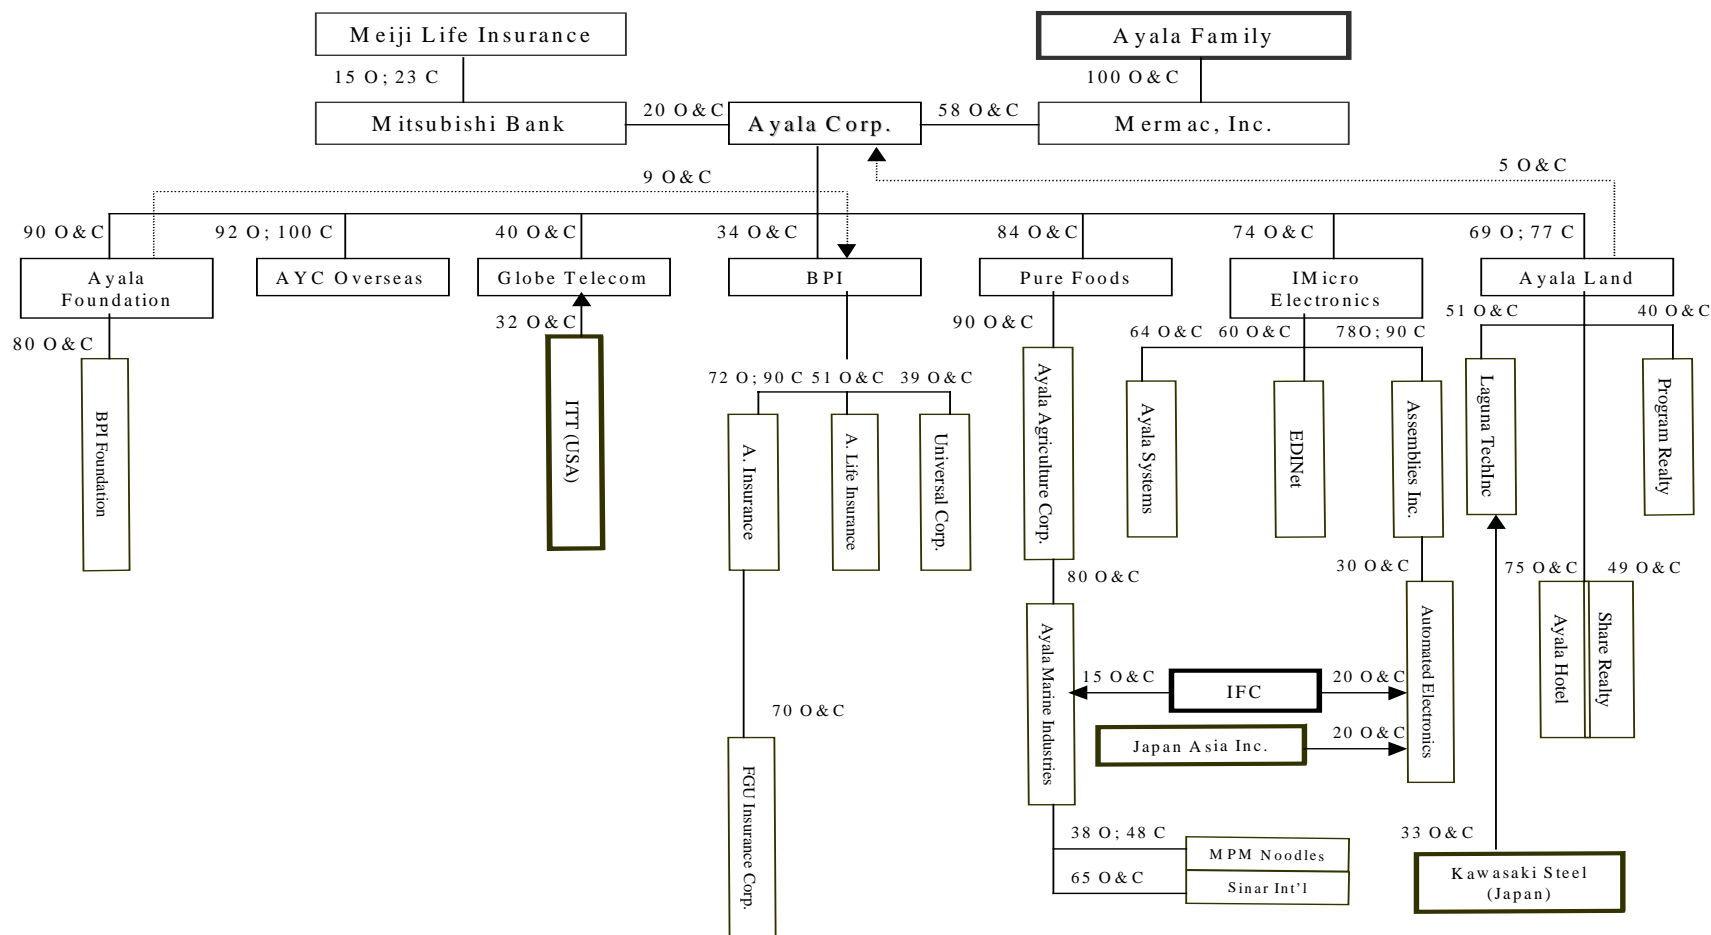 Meiji Life Insurance
Ayala Family
15 O; 23 C
100 O&C
Mitsubishi Bank
20 O&C
Ayala Corp.
58 O&C
Mermac, Inc.
9 O&C
5 O&C
90 O&C
92 O; 100 C
40 O&C
34 O&C
84 O&C
74 O&C
69 O; 77 C
Ayala
Foundation
AYC Overseas
Globe Telecom
BPI
Pure Foods
IMicro
Electronics
Ayala Land
80 O&C
32 O&C
90 O&C
64 O&C
60 O&C
78O; 90 C
51 O&C
40 O&C
72 O; 90 C
51 O&C
39 O&C
BPI Foundation
ITT (USA)
A. Insurance
A. Life Insurance
Universal Corp.
Ayala Agriculture Corp.
Ayala Systems
EDINet
Assemblies Inc.
Laguna TechInc
Program Realty
80 O&C
30 O&C
75 O&C
49 O&C
Ayala Marine Industries
15 O&C
IFC
20 O&C
Automated Electronics
Ayala Hotel
Share Realty
70 O&C
Japan Asia Inc.
20 O&C
FGU Insurance Corp.
38 O; 48 C
MPM Noodles
65 O&C
Sinar Int'l
33 O&C
Kawasaki Steel
(Japan)